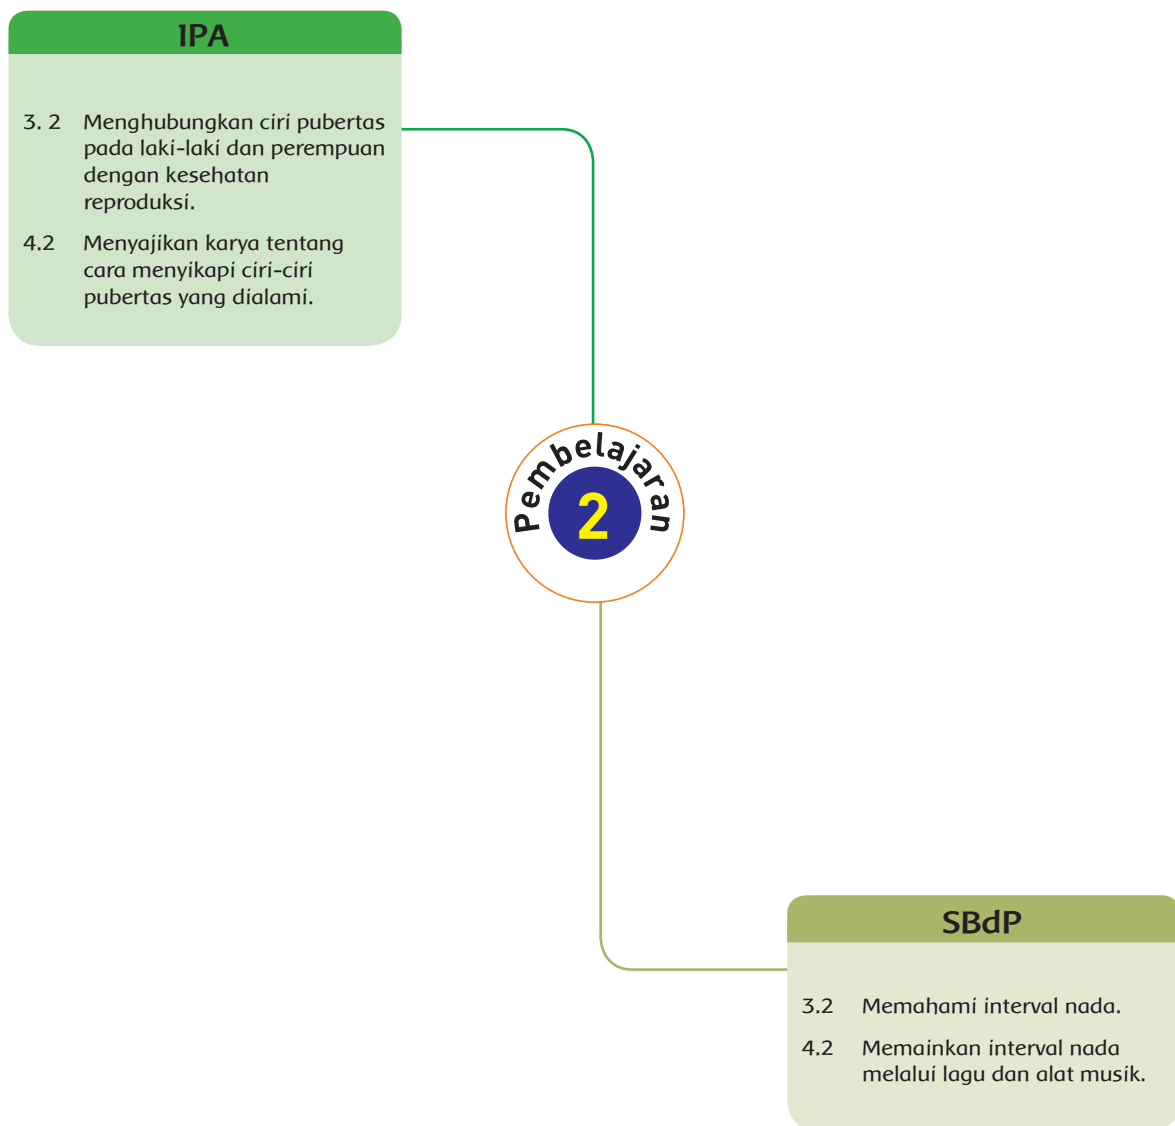 IPA
3. 2 Menghubungkan ciri pubertas
pada laki-laki dan perempuan
dengan kesehatan
reproduksi.
4.2 Menyajikan karya tentang
cara menyikapi ciri-ciri
pubertas yang dialami.
Pembelajaran
2
SBdP
3.2 Memahami interval nada.
4.2 Memainkan interval nada
melalui lagu dan alat musik.